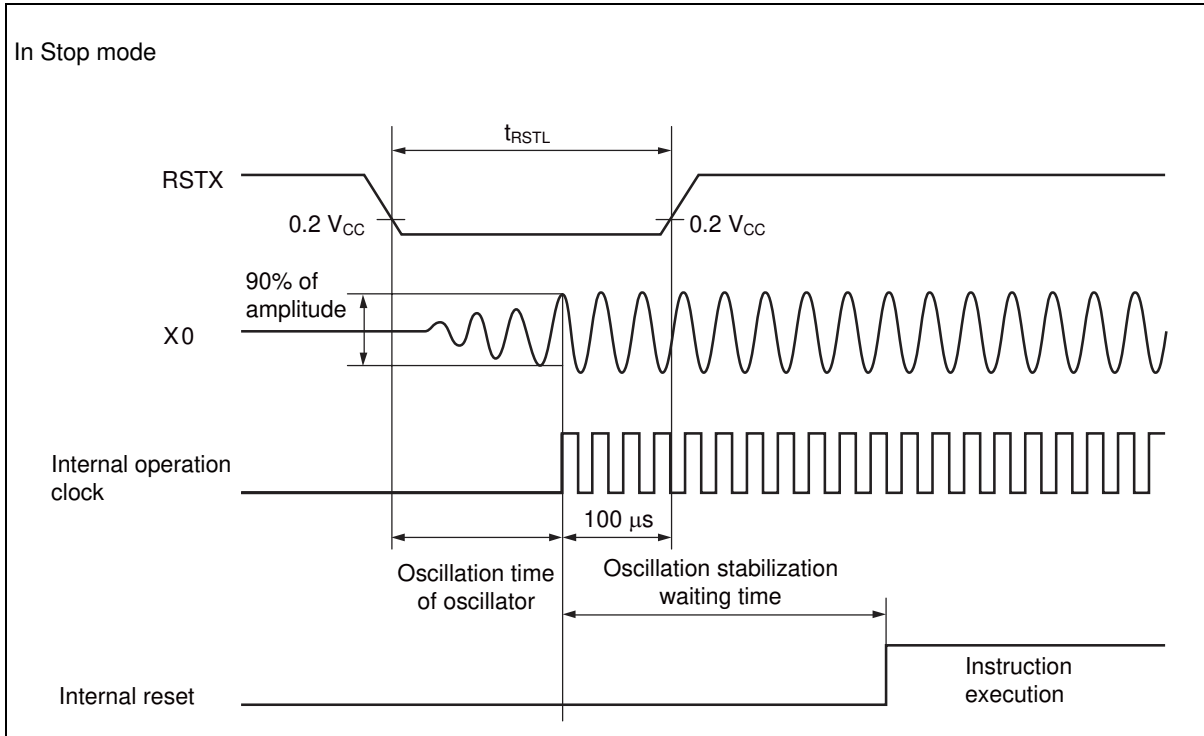 In Stop mode
tRSTL
RSTX
0.2 VCC
0.2 VCC
90% of
amplitude
X0
Internal operation
clock
100 μs
Oscillation time
of oscillator
Oscillation stabilization
waiting time
Internal reset
Instruction
execution